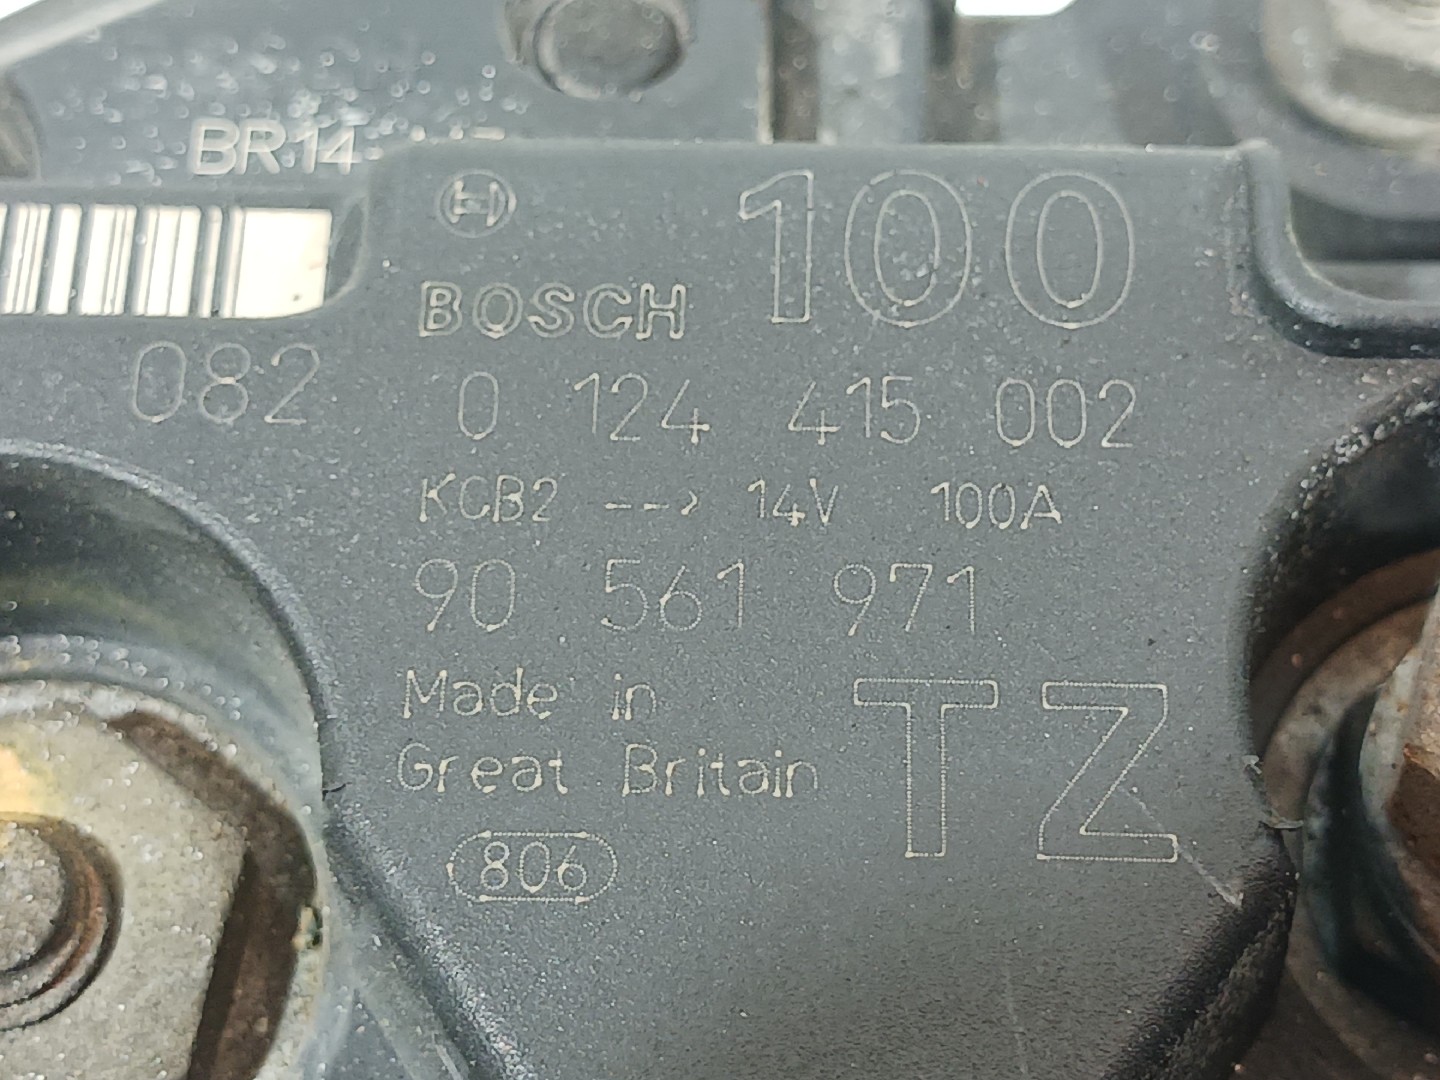 BR14-
100
BOSCH
082
0 124 415 002
KCB2 --> 14V 100A
90 561 971
Made in
Great Britain
TZ
806